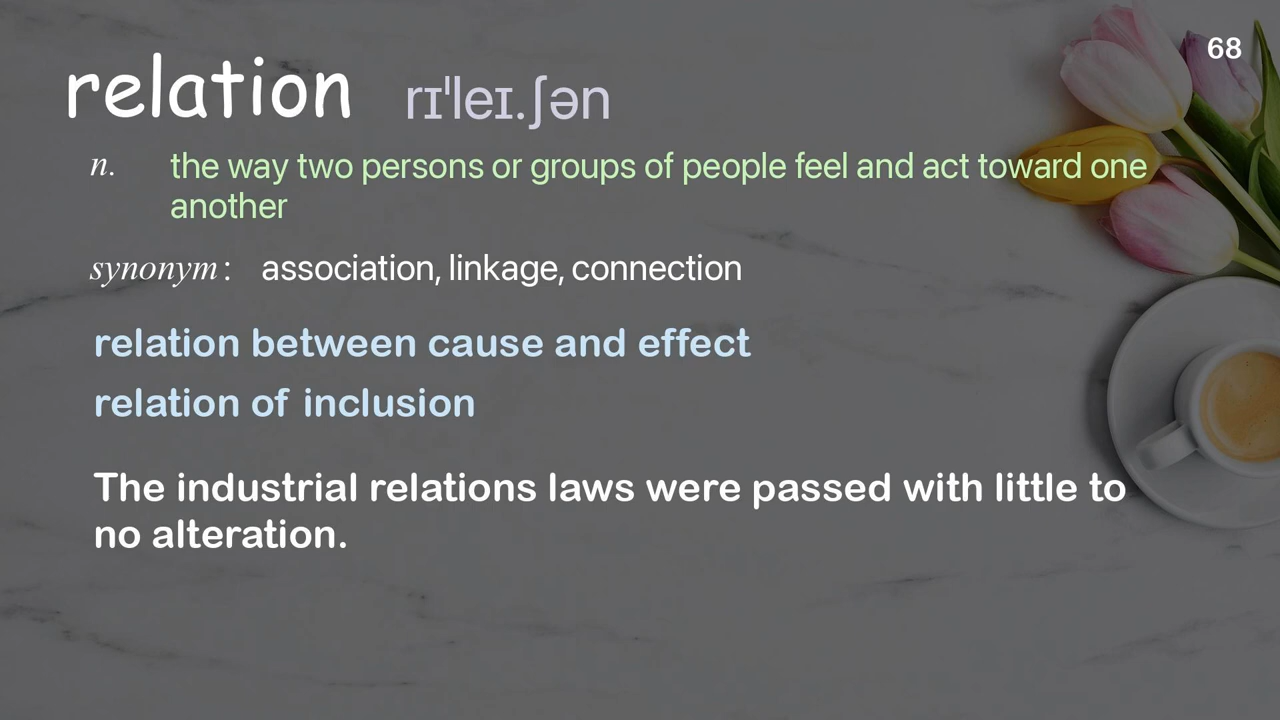 68
relation rɪˈleɪ.ʃən
n. the way two persons or groups of people feel and act toward one
another
synonym: association, linkage, connection
relation between cause and effect
relation of inclusion
The industrial relations laws were passed with little to
no alteration.